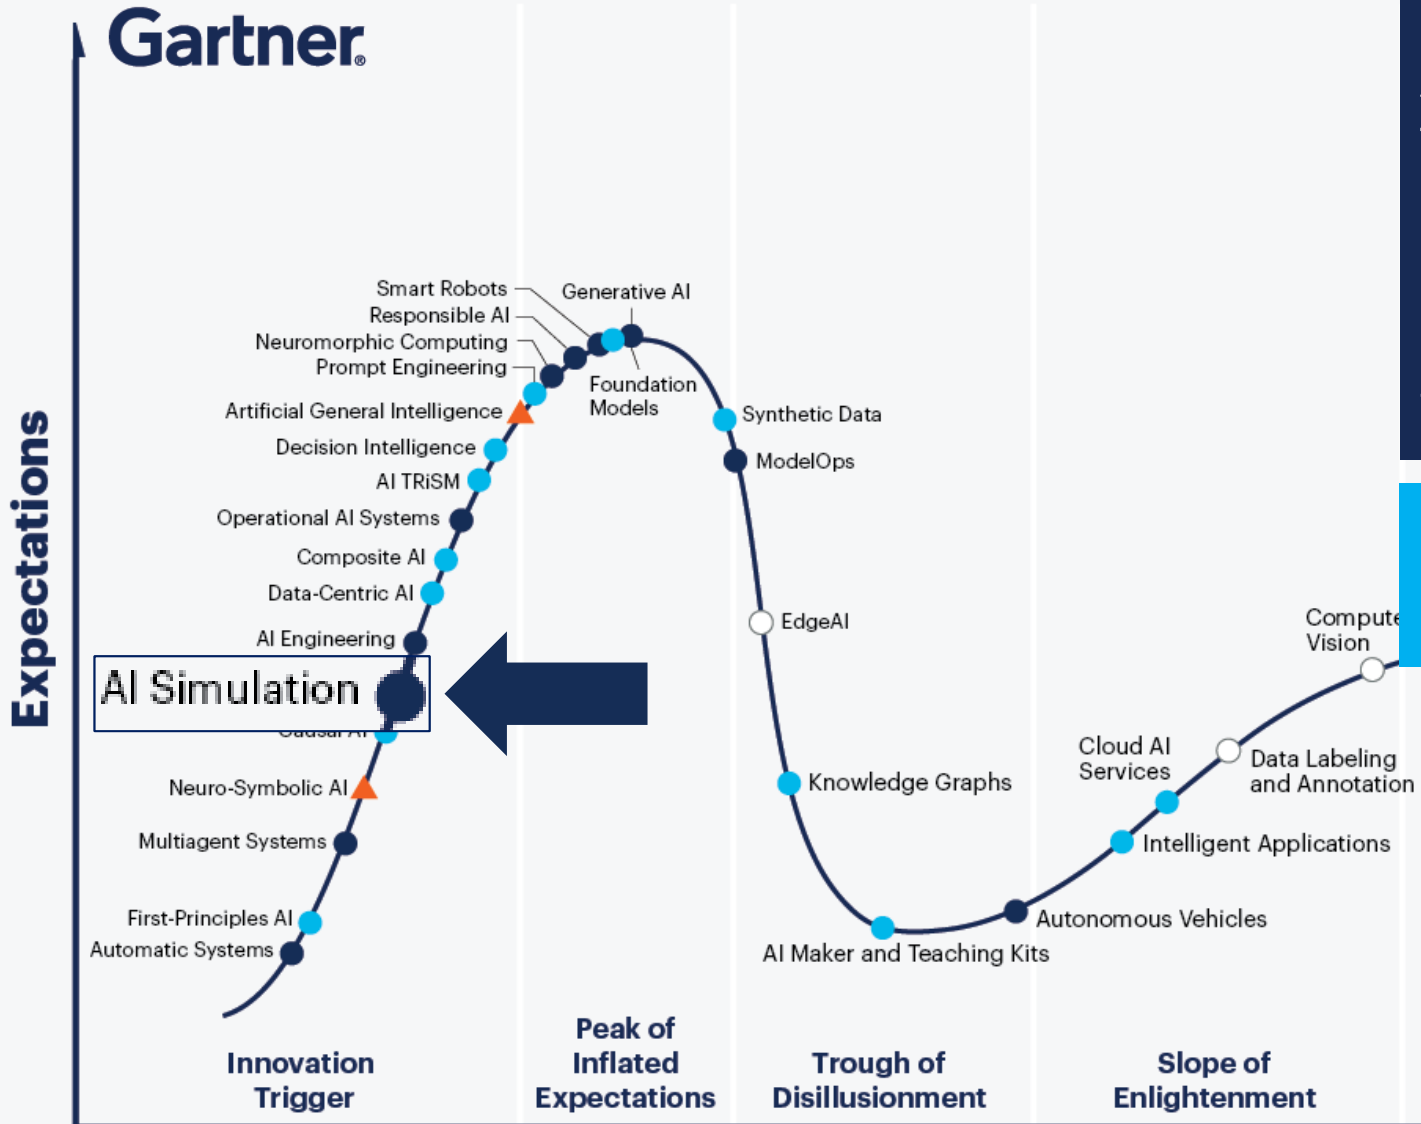 Gartner®
Expectations
Smart Robots
Generative AI
Responsible AI
Neuromorphic Computing
Prompt Engineering
Foundation
Models
Artificial General Intelligence
Synthetic Data
Decision Intelligence
ModelOps
AI TRiSM
Operational AI Systems
Composite AI
Data-Centric AI
EdgeAI
AI Engineering
Compute
Vision
AI Simulation
Causal AI
Neuro-Symbolic AI
Knowledge Graphs
Cloud AI
Services
Data Labeling
and Annotation
Multiagent Systems
Intelligent Applications
First-Principles AI
Automatic Systems
Autonomous Vehicles
AI Maker and Teaching Kits
Innovation
Trigger
Peak of
Inflated
Expectations
Trough of
Disillusionment
Slope of
Enlightenment